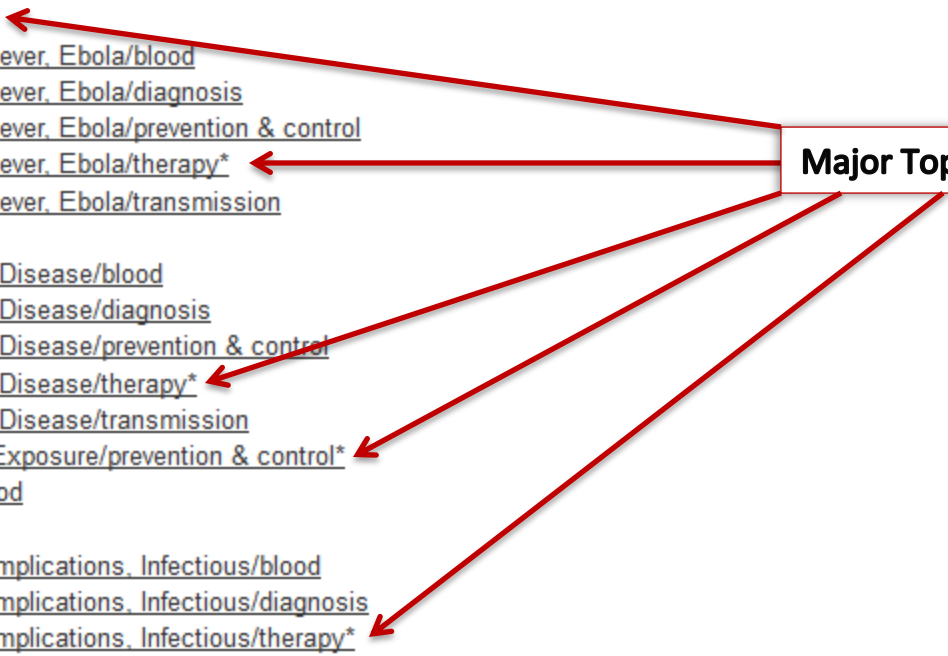 ever, Ebola/blood
ever, Ebola/diagnosis
ever, Ebola/prevention & control
ever, Ebola/therapy*
Major Top
ever, Ebola/transmission
Disease/blood
Disease/diagnosis
Disease/prevention & control
Disease/therapy*
Disease/transmission
Exposure/prevention & control*
od
mplications, Infectious/blood
mplications, Infectious/diagnosis
mplications, Infectious/therapy*